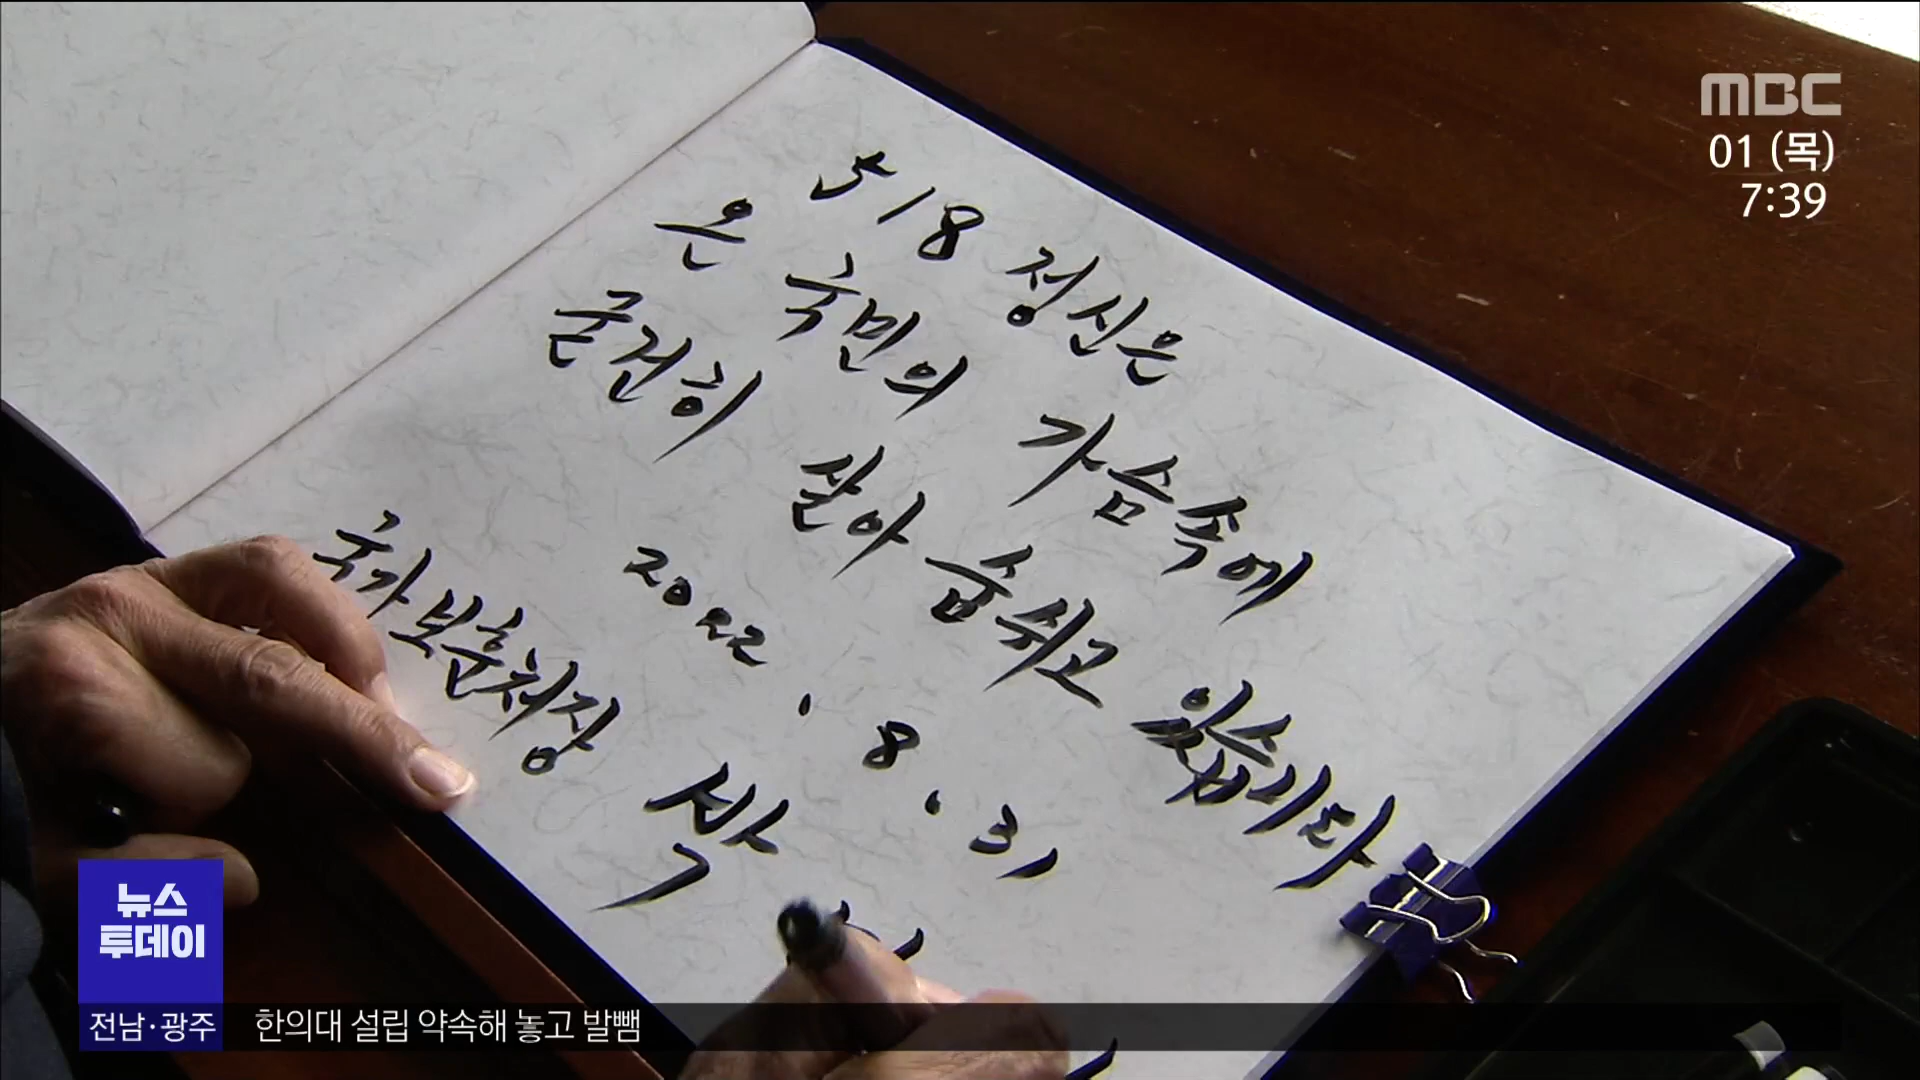 MBC
01 (목)
7:39
518 정신은
온 국민의 가슴속에
굳건히 살아 숨쉬고 있습니다
2022. 8. 31
국가보훈처장 박
뉴스
투데이
전남·광주 한의대 설립 약속해 놓고 발뺌